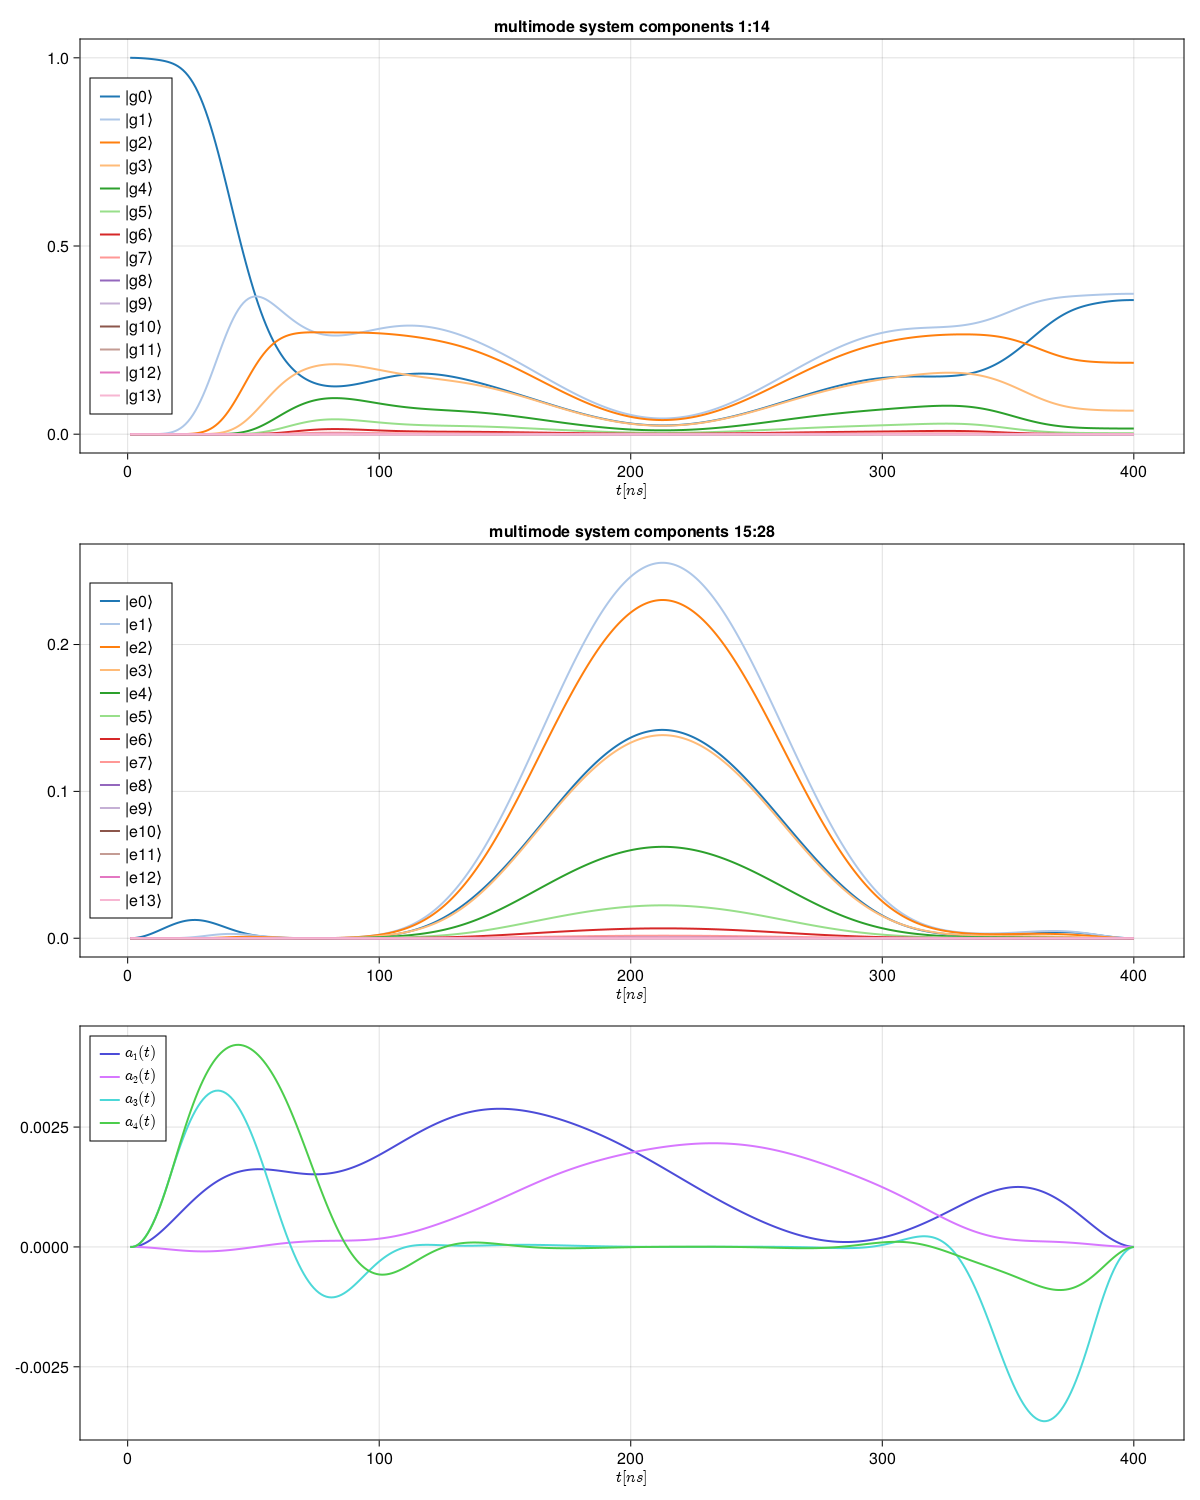 multimode system components 1:14
1.0
0.5
0.0
|g0⟩
|g1⟩
|g2⟩
|g3⟩
|g4⟩
|g5⟩
|g6⟩
|g7⟩
|g8⟩
|g9⟩
|g10⟩
|g11⟩
|g12⟩
|g13⟩
0 100 200 300 400
t[ns]
multimode system components 15:28
0.2
0.1
0.0
|e0⟩
|e1⟩
|e2⟩
|e3⟩
|e4⟩
|e5⟩
|e6⟩
|e7⟩
|e8⟩
|e9⟩
|e10⟩
|e11⟩
|e12⟩
|e13⟩
0 100 200 300 400
t[ns]
0.0025
0.0000
-0.0025
a₁(t)
a₂(t)
a₃(t)
a₄(t)
0 100 200 300 400
t[ns]